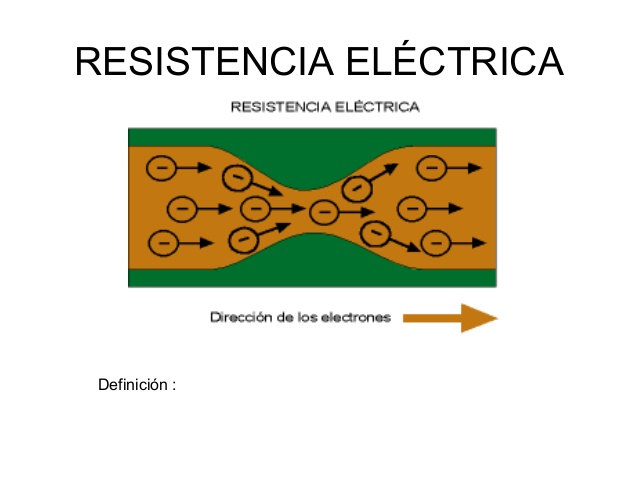 RESISTENCIA ELÉCTRICA
RESISTENCIA ELÉCTRICA
Dirección de los electrones
Definición :